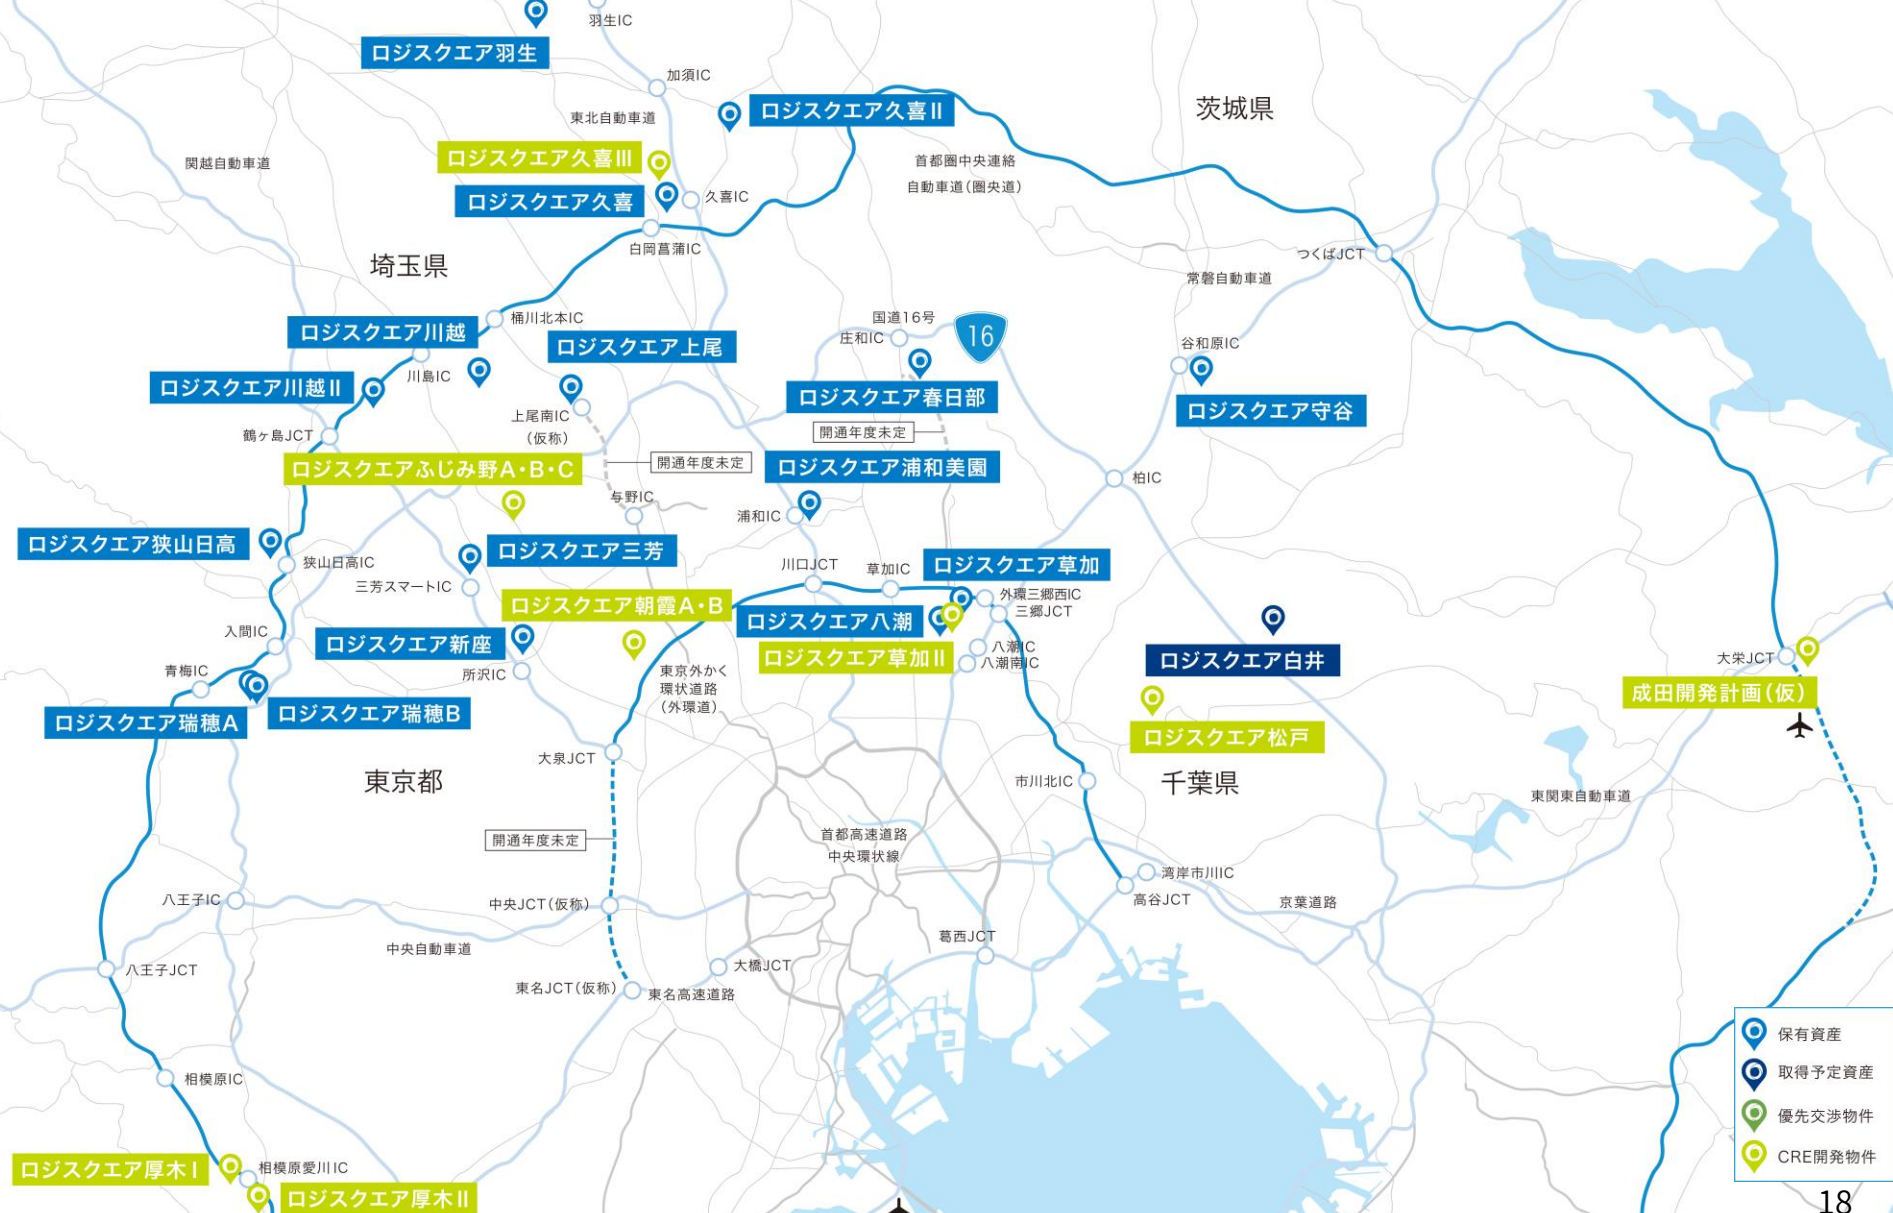 羽生IC
ロジスクエア羽生
加須IC
東北自動車道
ロジスクエア久喜Ⅱ
茨城県
関越自動車道
ロジスクエア久喜Ⅲ
首都圏中央連絡
自動車道(圏央道)
ロジスクエア久喜
久喜IC
白岡菖蒲IC
埼玉県
つくばJCT
常磐自動車道
桶川北本IC
国道16号
16
ロジスクエア川越
庄和IC
谷和原IC
ロジスクエア上尾
川島IC
ロジスクエア川越Ⅱ
ロジスクエア春日部
ロジスクエア守谷
上尾南IC
(仮称)
鶴ヶ島JCT
開通年度未定
開通年度未定
ロジスクエアふじみ野A・B・C
ロジスクエア浦和美園
柏IC
与野IC
浦和IC
ロジスクエア狭山日高
ロジスクエア三芳
狭山日高IC
川口JCT
草加IC
ロジスクエア草加
三芳スマートIC
外環三郷西IC
三郷JCT
ロジスクエア朝霞A・B
ロジスクエア八潮
入間IC
ロジスクエア新座
八潮IC
八潮南IC
ロジスクエア草加Ⅱ
ロジスクエア白井
大栄JCT
青梅IC
所沢IC
東京外かく
環状道路
(外環道)
成田開発計画(仮)
ロジスクエア瑞穂A
ロジスクエア瑞穂B
ロジスクエア松戸
大泉JCT
東京都
市川北IC
千葉県
東関東自動車道
開通年度未定
首都高速道路
中央環状線
湾岸市川IC
高谷JCT
京葉道路
八王子IC
中央JCT(仮称)
中央自動車道
葛西JCT
八王子JCT
大橋JCT
東名JCT(仮称)
東名高速道路
保有資産
取得予定資産
優先交渉物件
CRE開発物件
相模原IC
ロジスクエア厚木Ⅰ
相模原愛川IC
ロジスクエア厚木Ⅱ
18